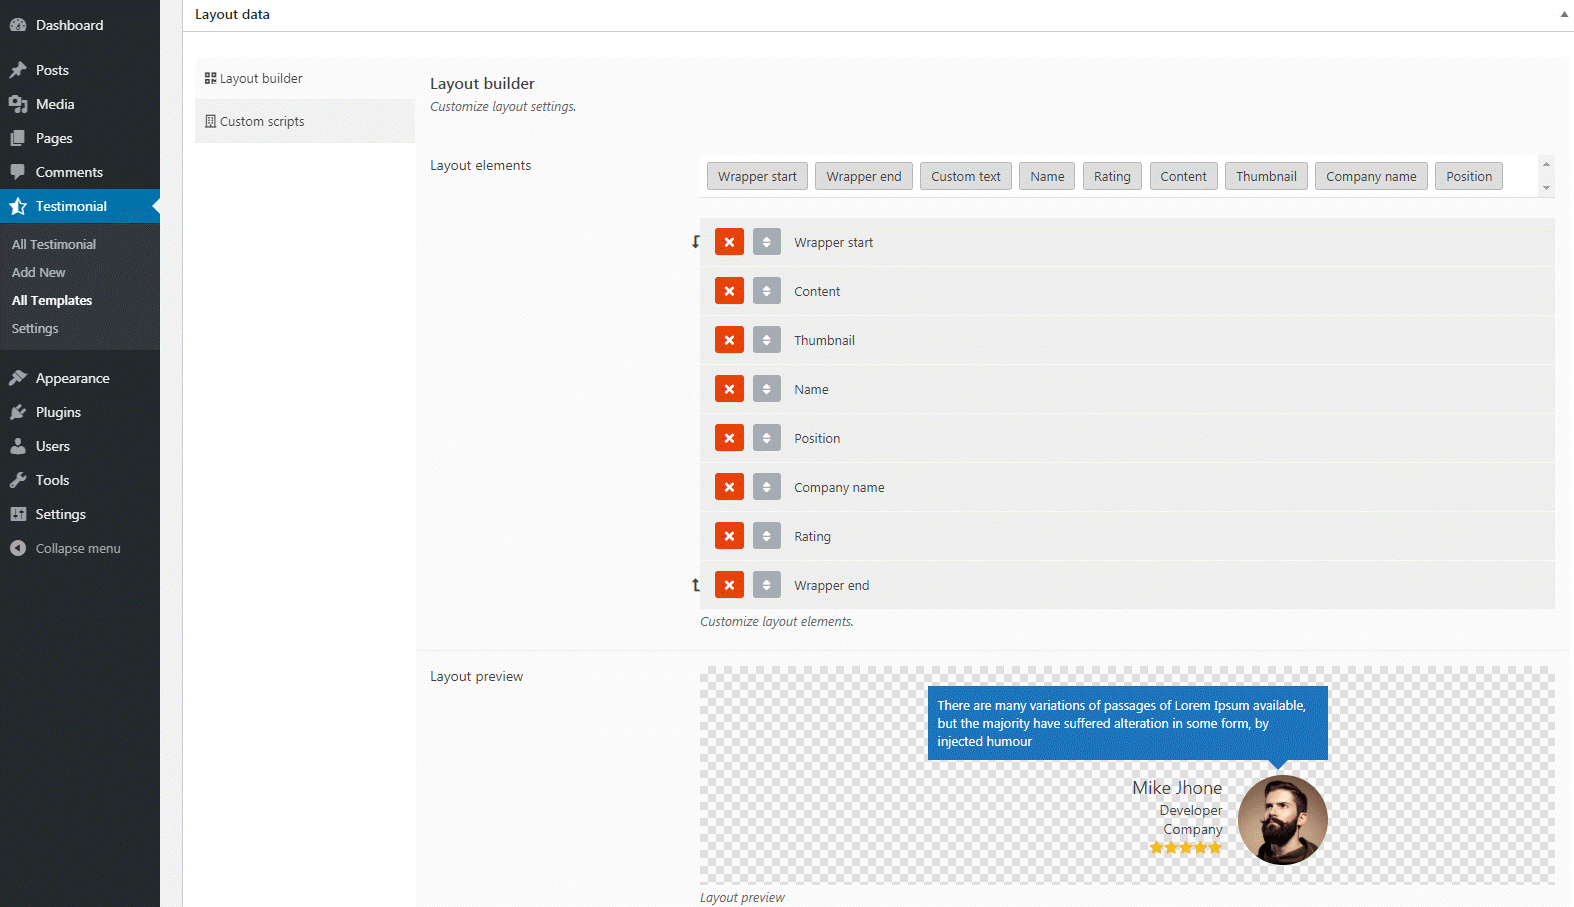 Dashboard
Posts
Media
Pages
Comments
Testimonial
All Testimonial
Add New
All Templates
Settings
Appearance
Plugins
Users
Tools
Settings
Collapse menu
Layout data
Layout builder
Custom scripts
Layout builder
Customize layout settings.
Layout elements
Wrapper start Wrapper end Custom text Name Rating Content Thumbnail Company name Position
Wrapper start
Content
Thumbnail
Name
Position
Company name
Rating
Wrapper end
Customize layout elements.
Layout preview
There are many variations of passages of Lorem Ipsum available,
but the majority have suffered alteration in some form, by
injected humour
Mike Jhone
Developer
Company
Layout preview